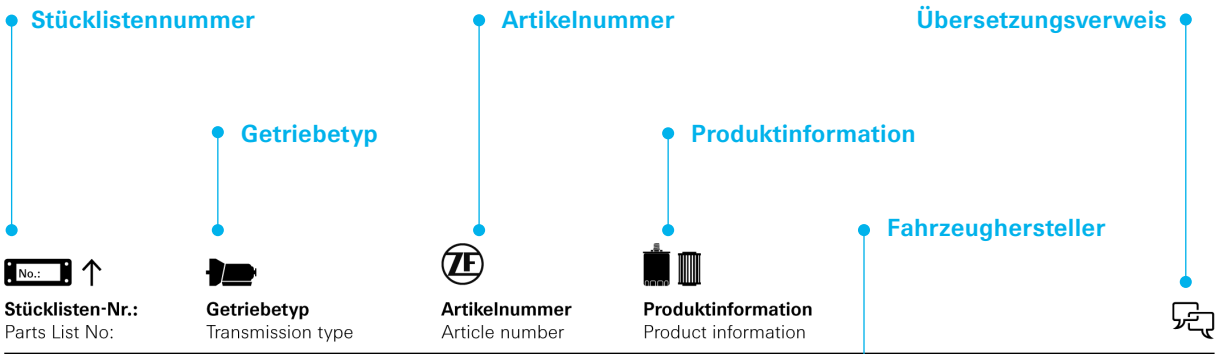 Stücklistennummer
Artikelnummer
Übersetzungsverweis
Getriebetyp
Produktinformation
Fahrzeughersteller
No.:
ZF
Stücklisten-Nr.:
Parts List No:
Getriebetyp
Transmission type
Artikelnummer
Article number
Produktinformation
Product information